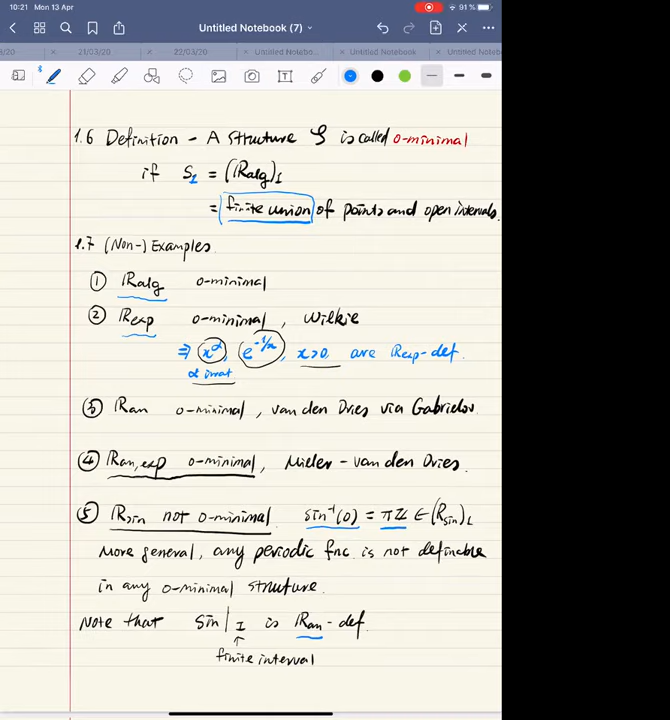 10:21 Mon 13 Apr 91%
Untitled Notebook (7)
/20 21/03/20 22/03/20 Untitled Notebo... Untitled Notebook Untitled Notebo
1.6 Definition - A structure S is called o-minimal
if S₁ = (ℝalg)₁
= finite union of points and open intervals.
1.7 (Non-) Examples
① ℝalg o-minimal
② ℝexp o-minimal, Wilkie
⇒ x^α, e^{-1/x}, x>0, are ℝexp-def.
α irrat
③ ℝan o-minimal, van den Dries via Gabrielov
④ ℝan,exp o-minimal, Miller - van den Dries.
⑤ ℝsin not o-minimal. sin⁻¹(0) = πℤ ∈ (ℝsin)₁
More general, any periodic fnc. is not definable
in any o-minimal structure.
Note that sin|_I is ℝan-def.
↑
finite interval